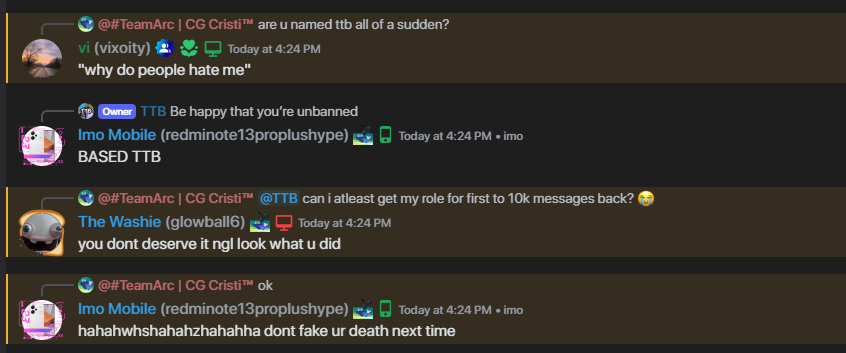 @#TeamArc | CG Cristi™ are u named ttb all of a sudden?
vi (vixoity) Today at 4:24 PM
"why do people hate me"
Owner TTB Be happy that you're unbanned
Imo Mobile (redminote13proplushype) Today at 4:24 PM • imo
BASED TTB
@#TeamArc | CG Cristi™ @TTB can i atleast get my role for first to 10k messages back? 😭
The Washie (glowball6) Today at 4:24 PM
you dont deserve it ngl look what u did
@#TeamArc | CG Cristi™ ok
Imo Mobile (redminote13proplushype) Today at 4:24 PM • imo
hahahwhshahahzhahahha dont fake ur death next time